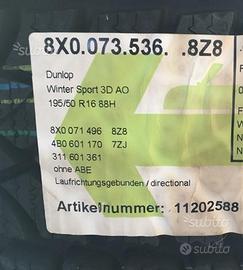 8X0.073.536. .8Z8
Dunlop
Winter Sport 3D AO
195/50 R16 88H
8X0 071 496 8Z8
4B0 601 170 7ZJ
311 601 361
ohne ABE
Laufrichtungsgebunden / directional
Artikelnummer: 11202588
subito
subito